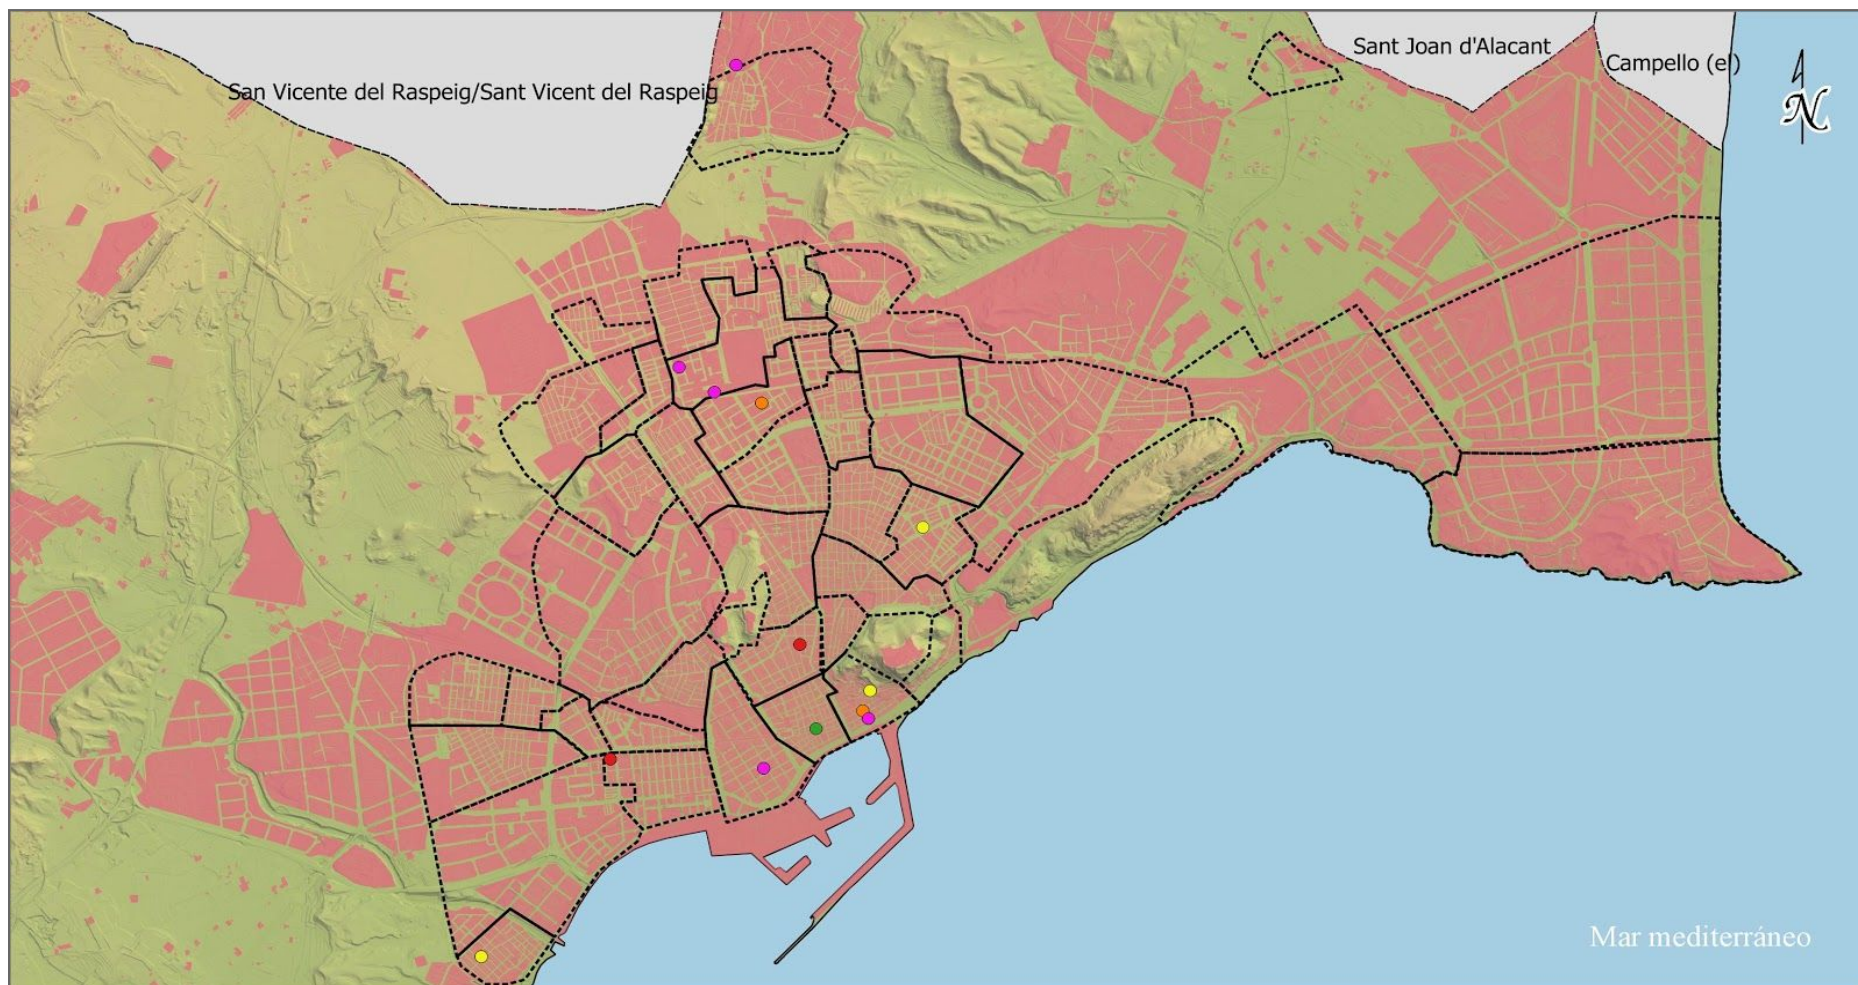 Sant Joan d'Alacant
Campello (el)
San Vicente del Raspeig/Sant Vicent del Raspeig
N
Mar mediterráneo